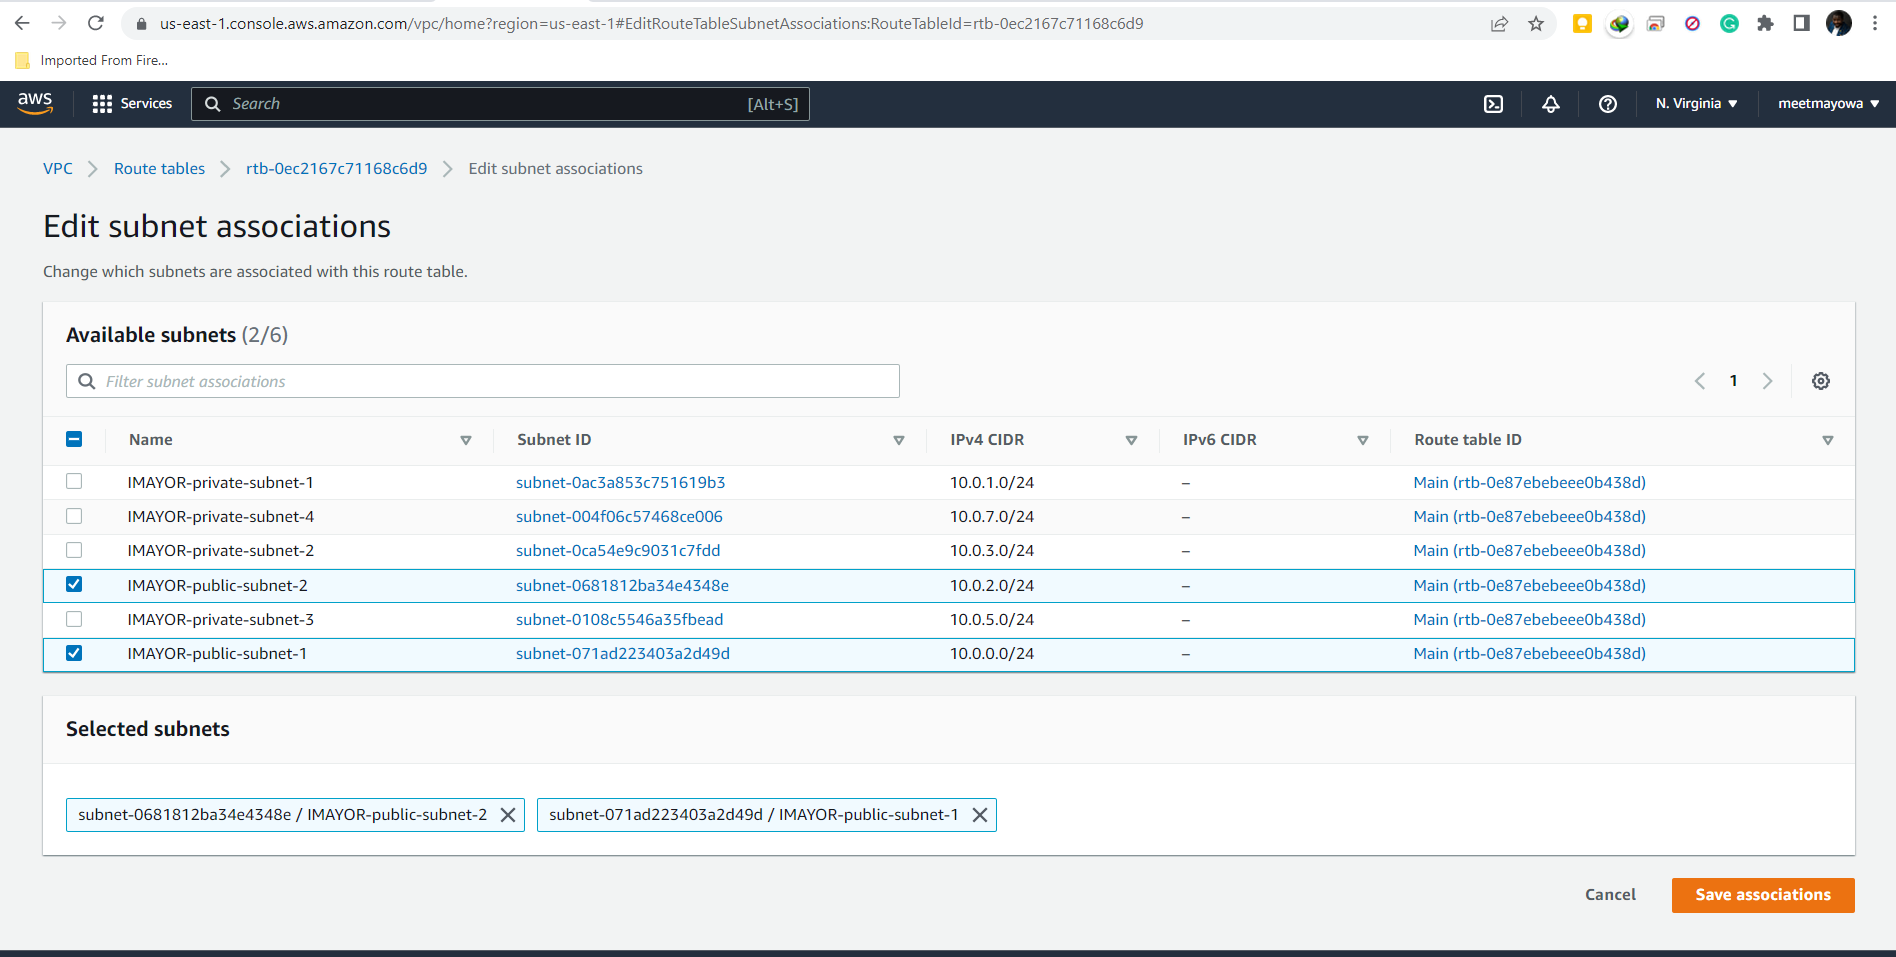 us-east-1.console.aws.amazon.com/vpc/home?region=us-east-1#EditRouteTableSubnetAssociations:RouteTableId=rtb-0ec2167c71168c6d9
Imported From Fire...
aws Services Search [Alt+S] N. Virginia ▼ meetmayowa ▼
VPC Route tables rtb-0ec2167c71168c6d9 Edit subnet associations
Edit subnet associations
Change which subnets are associated with this route table.
Available subnets (2/6)
Filter subnet associations 1
Name Subnet ID IPv4 CIDR IPv6 CIDR Route table ID
IMAYOR-private-subnet-1 subnet-0ac3a853c751619b3 10.0.1.0/24 – Main (rtb-0e87ebebeee0b438d)
IMAYOR-private-subnet-4 subnet-004f06c57468ce006 10.0.7.0/24 – Main (rtb-0e87ebebeee0b438d)
IMAYOR-private-subnet-2 subnet-0ca54e9c9031c7fdd 10.0.3.0/24 – Main (rtb-0e87ebebeee0b438d)
IMAYOR-public-subnet-2 subnet-0681812ba34e4348e 10.0.2.0/24 – Main (rtb-0e87ebebeee0b438d)
IMAYOR-private-subnet-3 subnet-0108c5546a35fbead 10.0.5.0/24 – Main (rtb-0e87ebebeee0b438d)
IMAYOR-public-subnet-1 subnet-071ad223403a2d49d 10.0.0.0/24 – Main (rtb-0e87ebebeee0b438d)
Selected subnets
subnet-0681812ba34e4348e / IMAYOR-public-subnet-2 subnet-071ad223403a2d49d / IMAYOR-public-subnet-1
Cancel Save associations